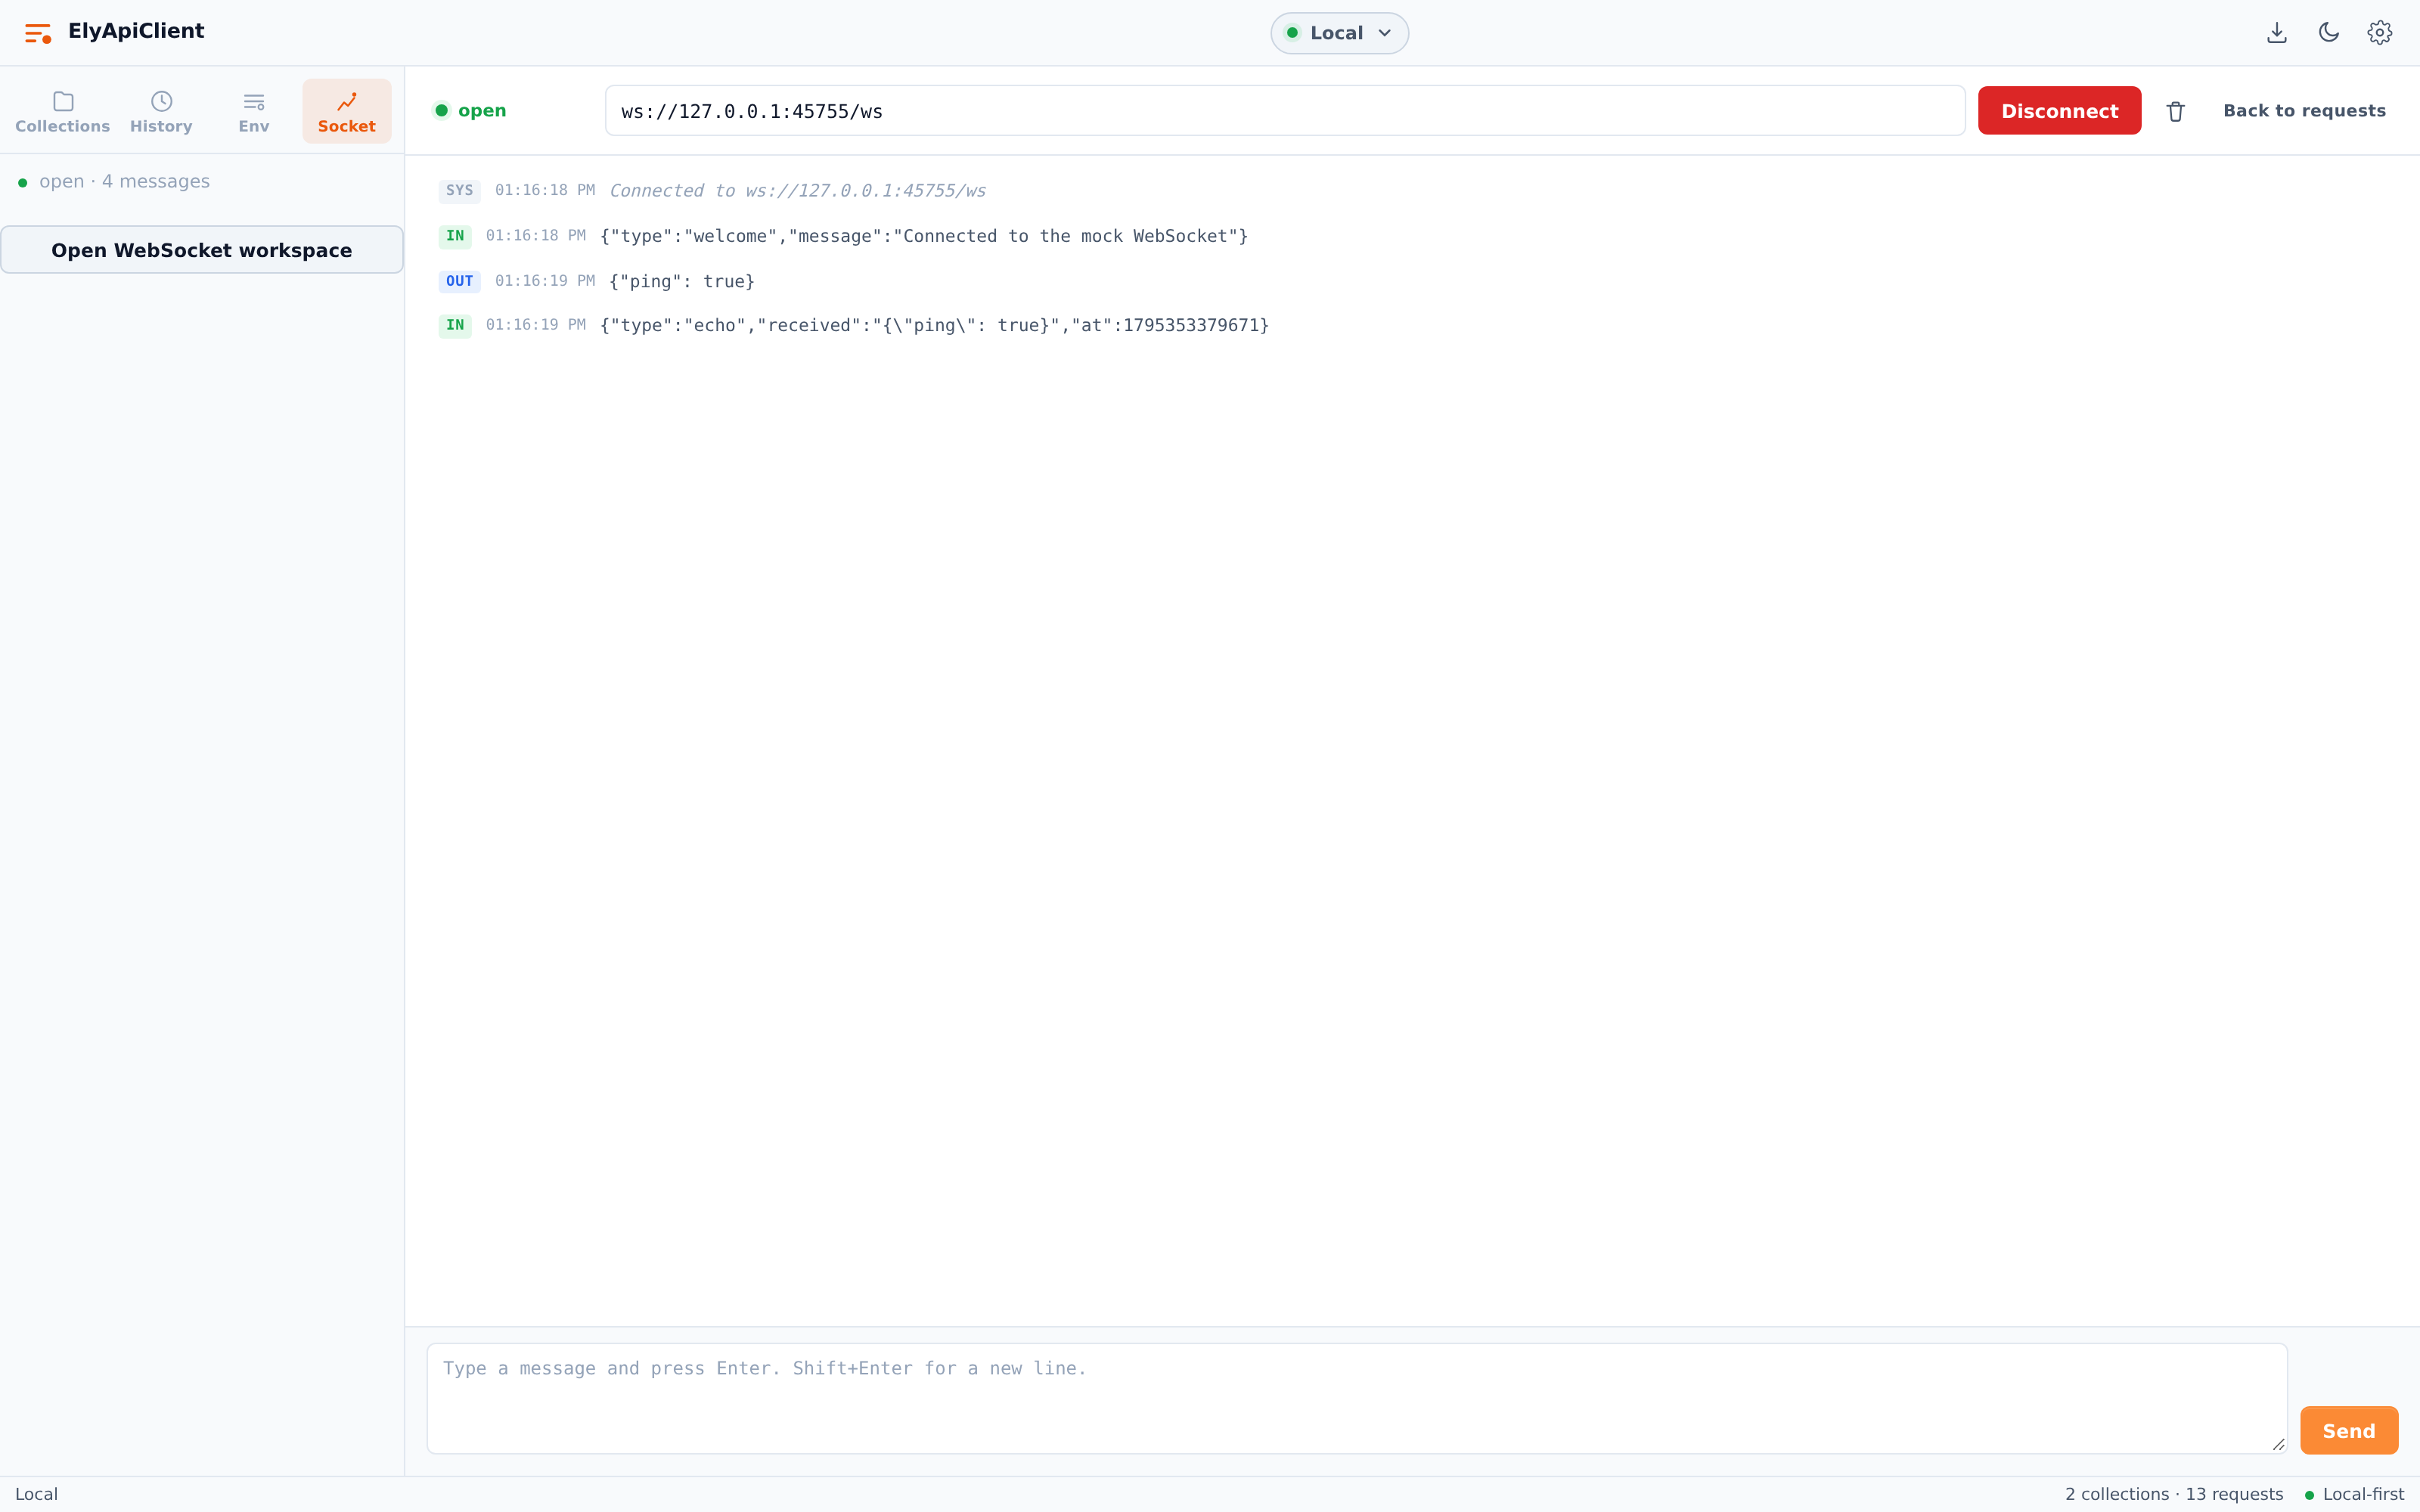 ElyApiClient
Local
Collections
History
Env
Socket
open
ws://127.0.0.1:45755/ws
Disconnect
Back to requests
open · 4 messages
Open WebSocket workspace
SYS 01:16:18 PM Connected to ws://127.0.0.1:45755/ws
IN 01:16:18 PM {"type":"welcome","message":"Connected to the mock WebSocket"}
OUT 01:16:19 PM {"ping": true}
IN 01:16:19 PM {"type":"echo","received":"{\"ping\": true}","at":1795353379671}
Type a message and press Enter. Shift+Enter for a new line.
Send
Local
2 collections · 13 requests
Local-first